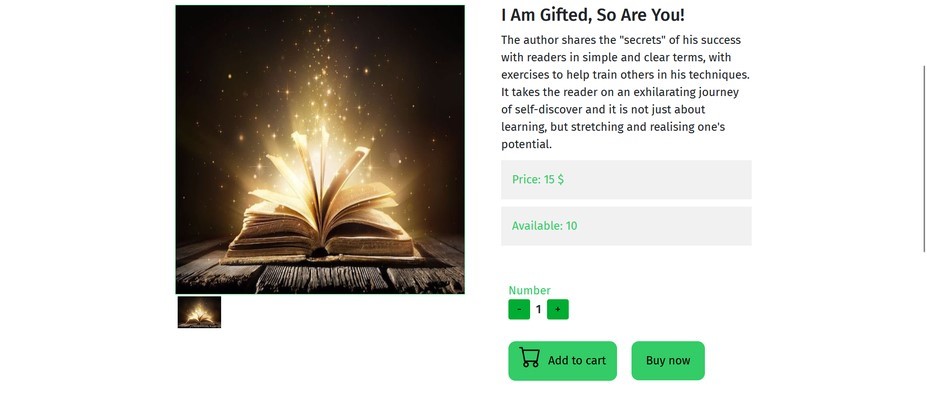 I Am Gifted, So Are You!
The author shares the "secrets" of his success
with readers in simple and clear terms, with
exercises to help train others in his techniques.
It takes the reader on an exhilarating journey
of self-discover and it is not just about
learning, but stretching and realising one's
potential.
Price: 15 $
Available: 10
Number
- 1 +
Add to cart Buy now